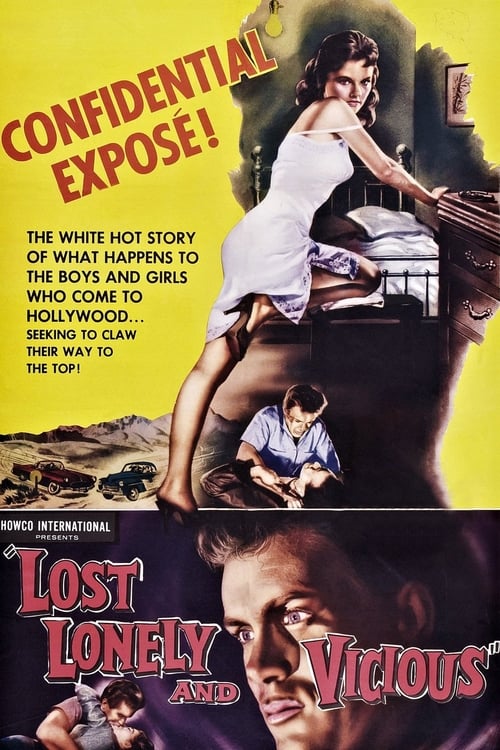 CONFIDENTIAL
EXPOSÉ!
THE WHITE HOT STORY
OF WHAT HAPPENS TO
THE BOYS AND GIRLS
WHO COME TO
HOLLYWOOD...
SEEKING TO CLAW
THEIR WAY TO
THE TOP!
HOWCO INTERNATIONAL
PRESENTS
"LOST
LONELY
AND VICIOUS"